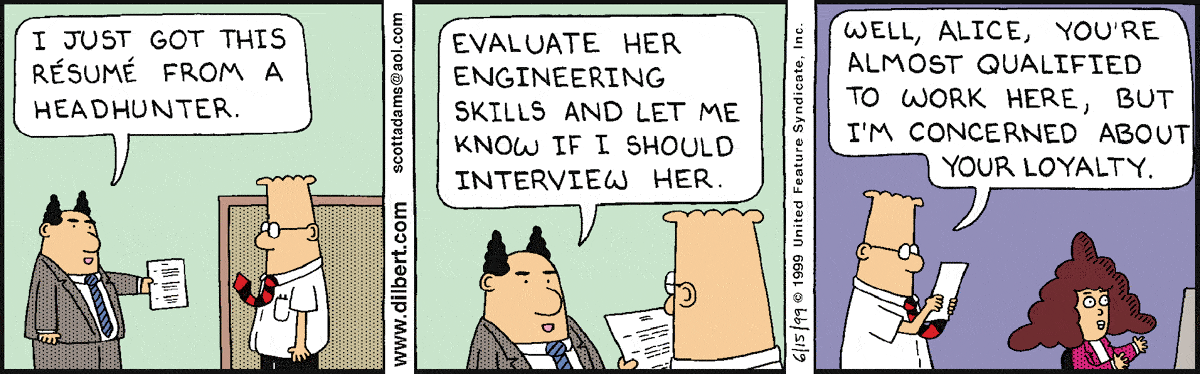 I JUST GOT THIS
RÉSUMÉ FROM A
HEADHUNTER.
www.dilbert.com scottadams@aol.com
EVALUATE HER
ENGINEERING
SKILLS AND LET ME
KNOW IF I SHOULD
INTERVIEW HER.
6/15/99 © 1999 United Feature Syndicate, Inc.
WELL, ALICE, YOU'RE
ALMOST QUALIFIED
TO WORK HERE, BUT
I'M CONCERNED ABOUT
YOUR LOYALTY.